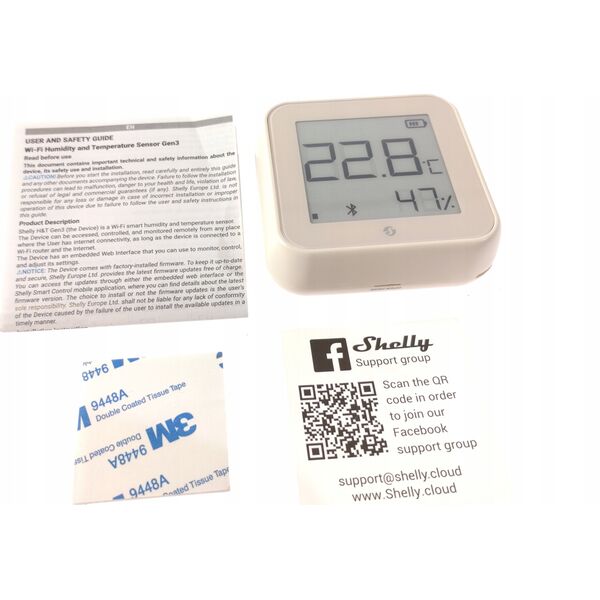 EN
USER AND SAFETY GUIDE
Wi-Fi Humidity and Temperature Sensor Gen3
Read before use
This document contains important technical and safety information about the
device, its safety use and installation.
⚠CAUTION! Before you start the installation, read carefully and entirely this guide
and any other documents accompanying the device. Failure to follow the installation
procedures can lead to malfunction, danger to your health and life, violation of law,
or refusal of legal and commercial guarantees (if any). Shelly Europe Ltd. is not
responsible for any loss or damage in case of incorrect installation or improper
operation of this device due to failure to follow the user and safety instructions in
this guide.
Product Description
Shelly H&T Gen3 (the Device) is a Wi-Fi smart humidity and temperature sensor.
The Device can be accessed, controlled, and monitored remotely from any place
where the User has internet connectivity, as long as the device is connected to a
Wi-Fi router and the Internet.
The Device has an embedded Web Interface that you can use to monitor, control,
and adjust its settings.
⚠NOTICE: The Device comes with factory-installed firmware. To keep it up-to-date
and secure, Shelly Europe Ltd. provides the latest firmware updates free of charge.
You can access the updates through either the embedded web interface or the
Shelly Smart Control mobile application, where you can find details about the latest
firmware version. The choice to install or not the firmware updates is the user's
sole responsibility. Shelly Europe Ltd. shall not be liable for any lack of conformity
of the Device caused by the failure of the user to install the available updates in a
timely manner.
22.8°C
47%
9448
9448A
Double Coated Tissue Tape
3M
9448A
Double Coated Tis
9448A
Coated Tissue Tape
Shelly
Support group
Scan the QR
code in order
to join our
Facebook
support group
support@shelly.cloud
www.Shelly.cloud